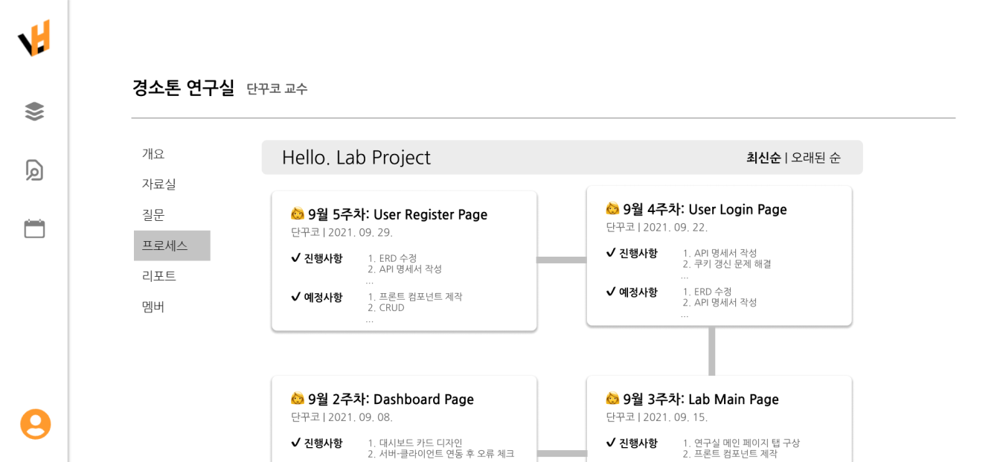 경소톤 연구실 단꾸코 교수
개요
자료실
질문
프로세스
리포트
멤버
Hello. Lab Project
최신순 | 오래된 순
9월 5주차: User Register Page
단꾸코 | 2021. 09. 29.
✓ 진행사항
1. ERD 수정
2. API 명세서 작성
...
✓ 예정사항
1. 프론트 컴포넌트 제작
2. CRUD
...
9월 4주차: User Login Page
단꾸코 | 2021. 09. 22.
✓ 진행사항
1. API 명세서 작성
2. 쿠키 갱신 문제 해결
...
✓ 예정사항
1. ERD 수정
2. API 명세서 작성
...
9월 2주차: Dashboard Page
단꾸코 | 2021. 09. 08.
✓ 진행사항
1. 대시보드 카드 디자인
2. 서버-클라이언트 연동 후 오류 체크
9월 3주차: Lab Main Page
단꾸코 | 2021. 09. 15.
✓ 진행사항
1. 연구실 메인 페이지 탭 구상
2. 프론트 컴포넌트 제작